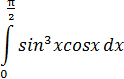 ∫₀^(π/2) sin³xcosx dx